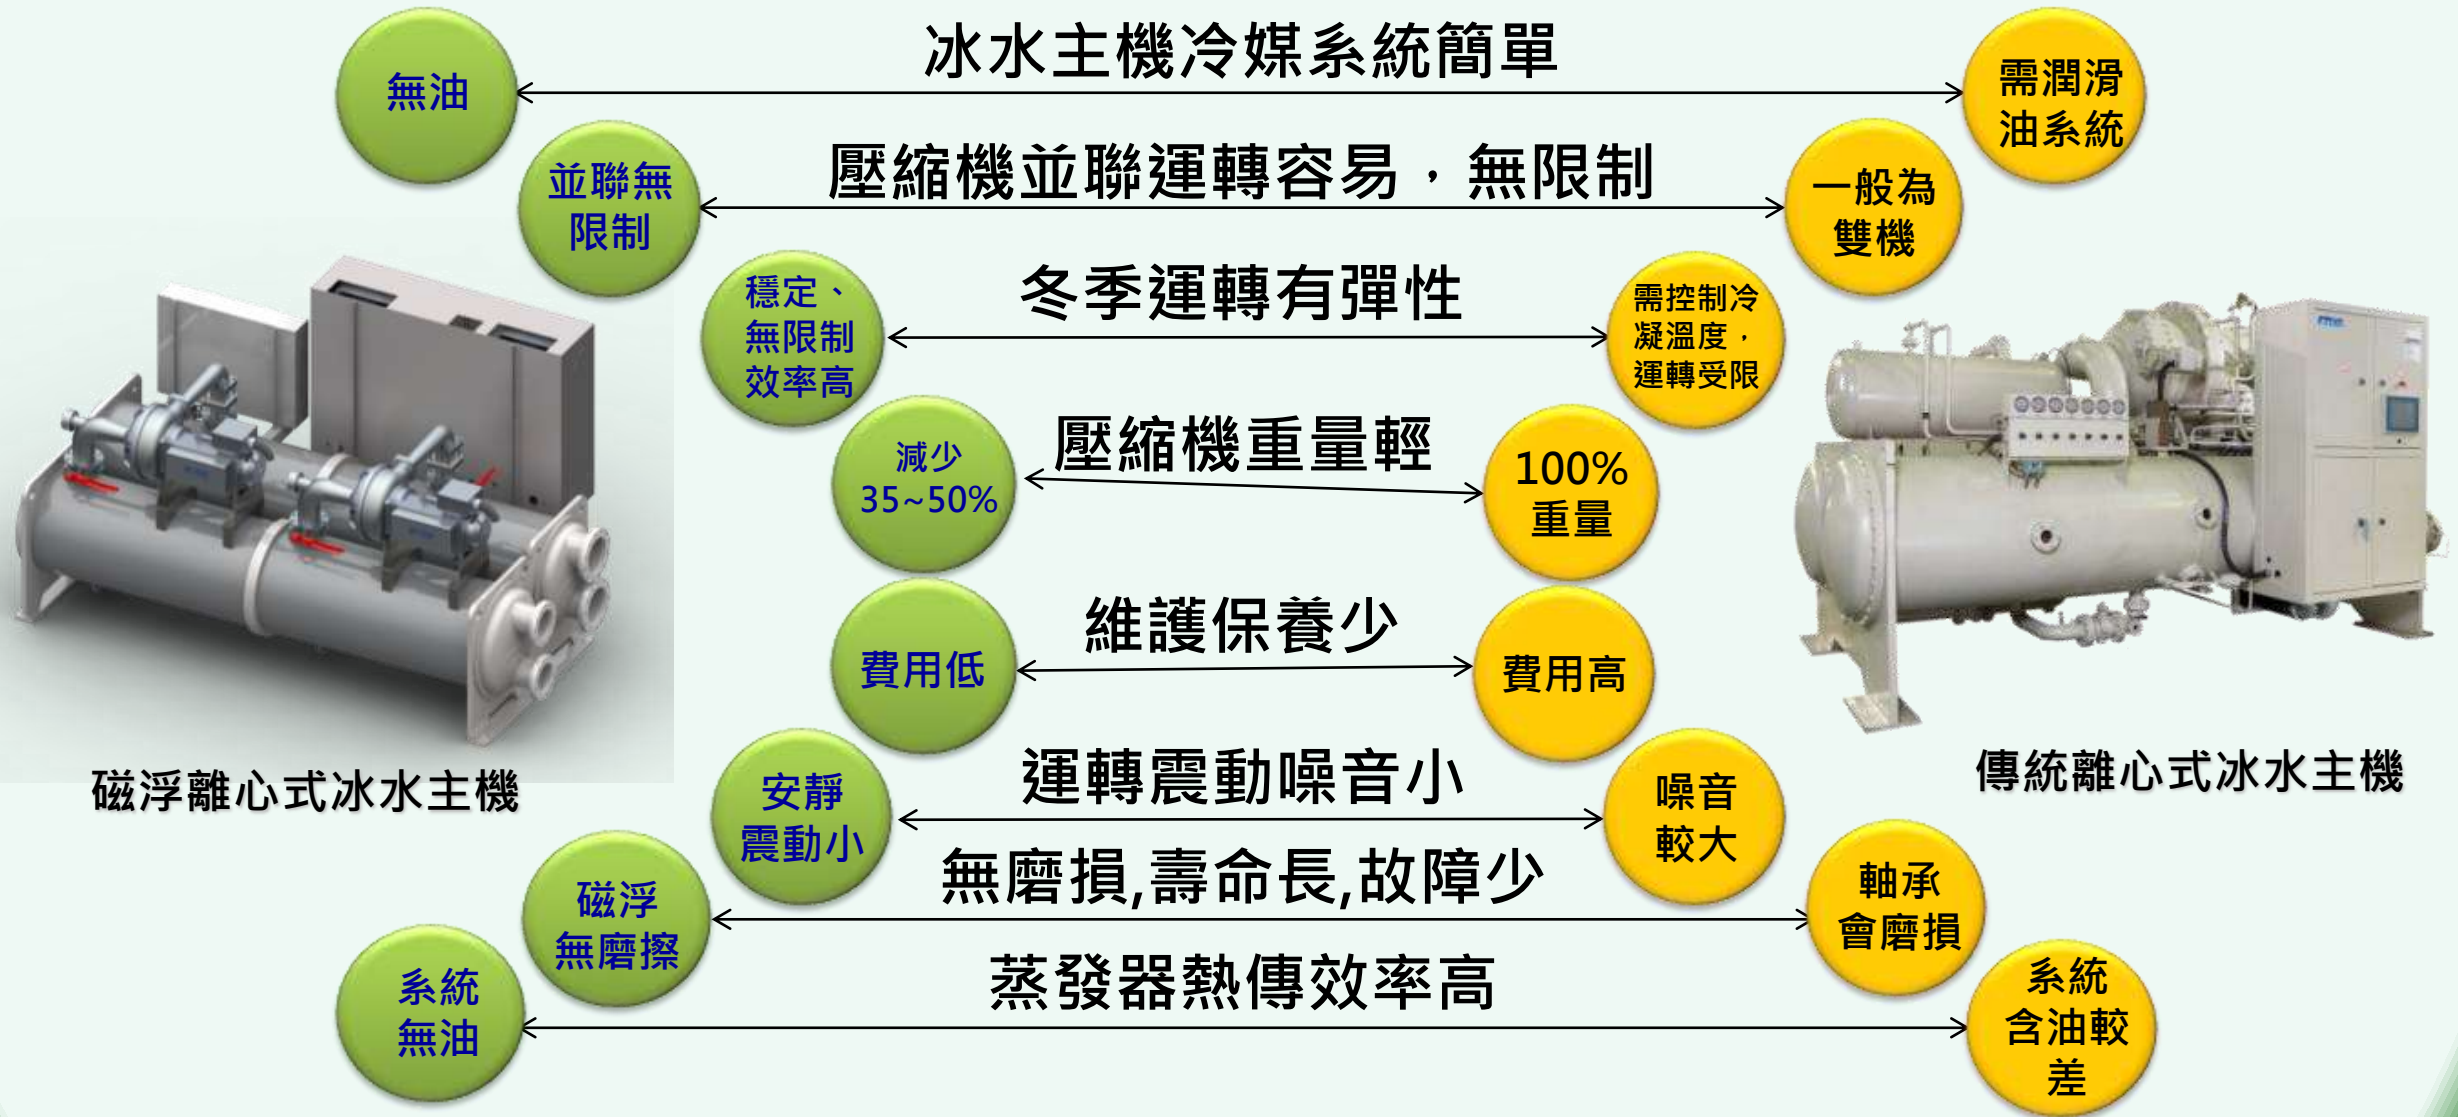 冰水主機冷媒系統簡單
無油
需潤滑
油系統
壓縮機並聯運轉容易，無限制
並聯無
限制
一般為
雙機
冬季運轉有彈性
穩定、
無限制
效率高
需控制冷
凝溫度，
運轉受限
壓縮機重量輕
減少
35~50%
100%
重量
維護保養少
費用低
費用高
運轉震動噪音小
安靜
震動小
噪音
較大
磁浮離心式冰水主機
傳統離心式冰水主機
無磨損,壽命長,故障少
磁浮
無磨擦
軸承
會磨損
蒸發器熱傳效率高
系統
無油
系統
含油較
差